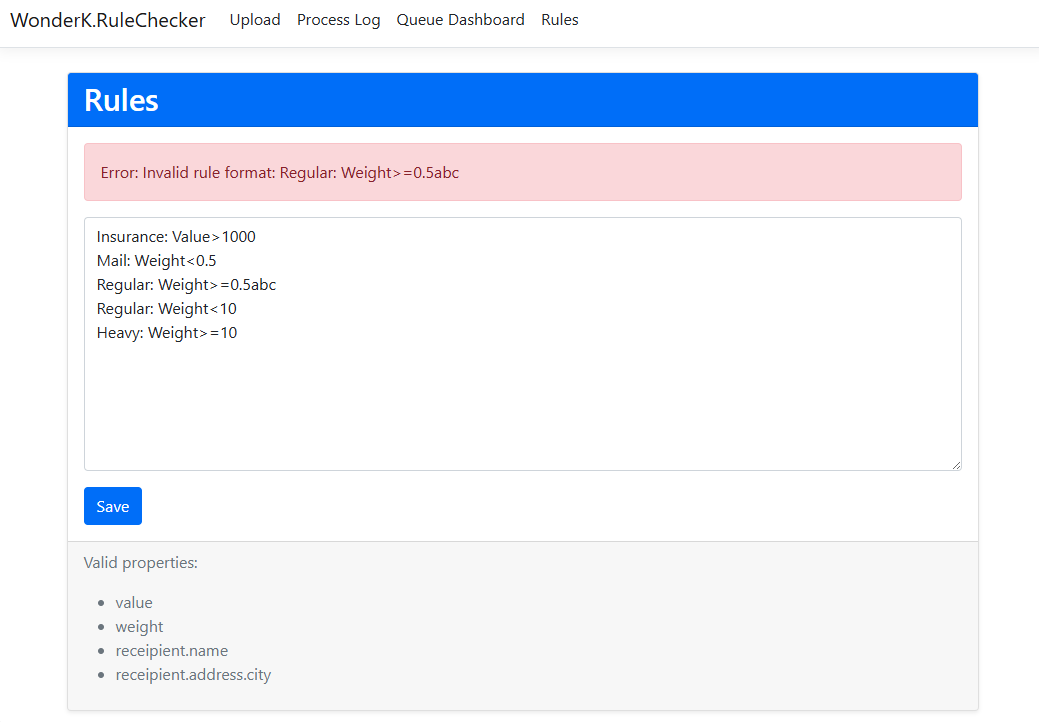 WonderK.RuleChecker Upload Process Log Queue Dashboard Rules
Rules
Error: Invalid rule format: Regular: Weight>=0.5abc
Insurance: Value>1000
Mail: Weight<0.5
Regular: Weight>=0.5abc
Regular: Weight<10
Heavy: Weight>=10
Save
Valid properties:
value
weight
receipient.name
receipient.address.city